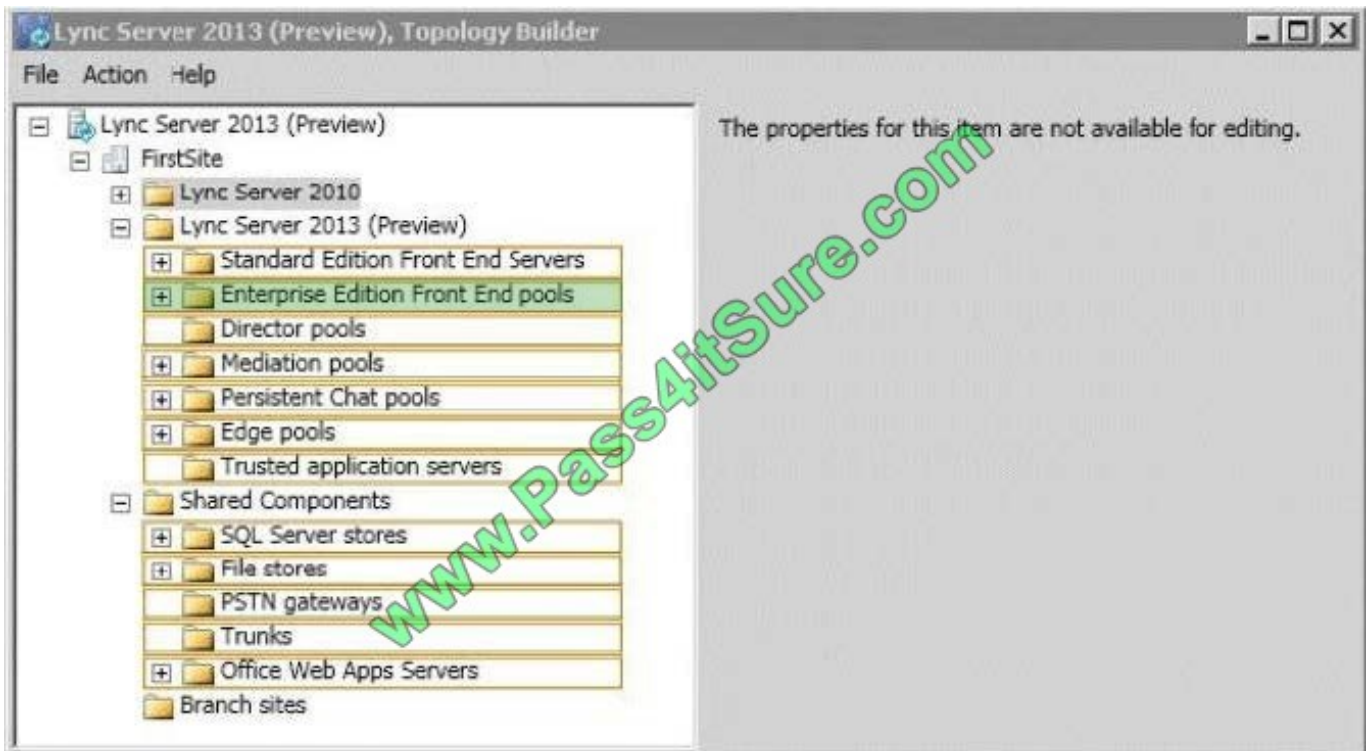 Lync Server 2013 (Preview), Topology Builder
File Action Help
Lync Server 2013 (Preview)
The properties for this item are not available for editing.
FirstSite
Lync Server 2010
Lync Server 2013 (Preview)
Standard Edition Front End Servers
Enterprise Edition Front End pools
Director pools
Mediation pools
Persistent Chat pools
Edge pools
Trusted application servers
Shared Components
SQL Server stores
File stores
PSTN gateways
Trunks
Office Web Apps Servers
Branch sites
www.Pass4itSure.com